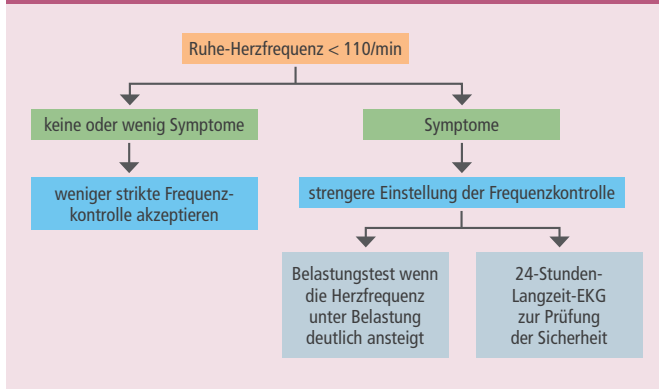 Ruhe-Herzfrequenz < 110/min
keine oder wenig Symptome
Symptome
weniger strikte Frequenz-
kontrolle akzeptieren
strengere Einstellung der Frequenzkontrolle
Belastungstest wenn
die Herzfrequenz
unter Belastung
deutlich ansteigt
24-Stunden-
Langzeit-EKG
zur Prüfung
der Sicherheit